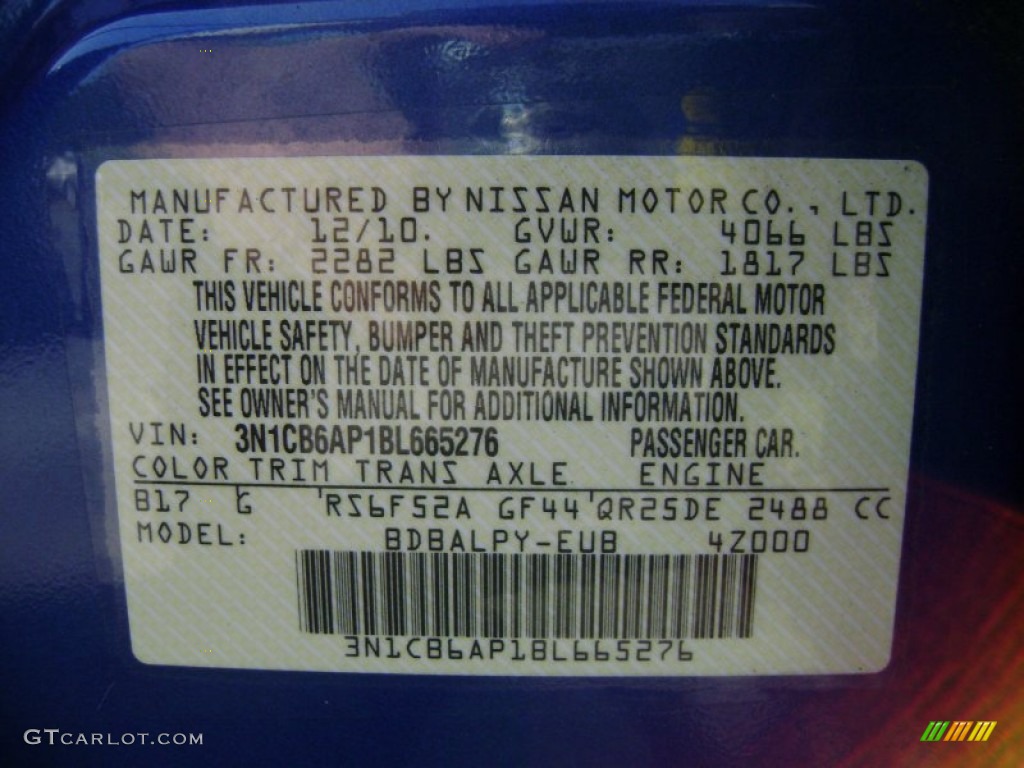 MANUFACTURED BY NISSAN MOTOR CO., LTD.
DATE: 12/10. GVWR: 4066 LBS
GAWR FR: 2282 LBS GAWR RR: 1817 LBS
THIS VEHICLE CONFORMS TO ALL APPLICABLE FEDERAL MOTOR
VEHICLE SAFETY, BUMPER AND THEFT PREVENTION STANDARDS
IN EFFECT ON THE DATE OF MANUFACTURE SHOWN ABOVE.
SEE OWNER'S MANUAL FOR ADDITIONAL INFORMATION.
VIN: 3N1CB6AP1BL665276 PASSENGER CAR.
COLOR TRIM TRANS AXLE ENGINE
B17 G RS6F52A GF44 QR25DE 2488 CC
MODEL: BDBALPY-EUB 4Z000
3N1CB6AP1BL665276
GTCARLOT.COM